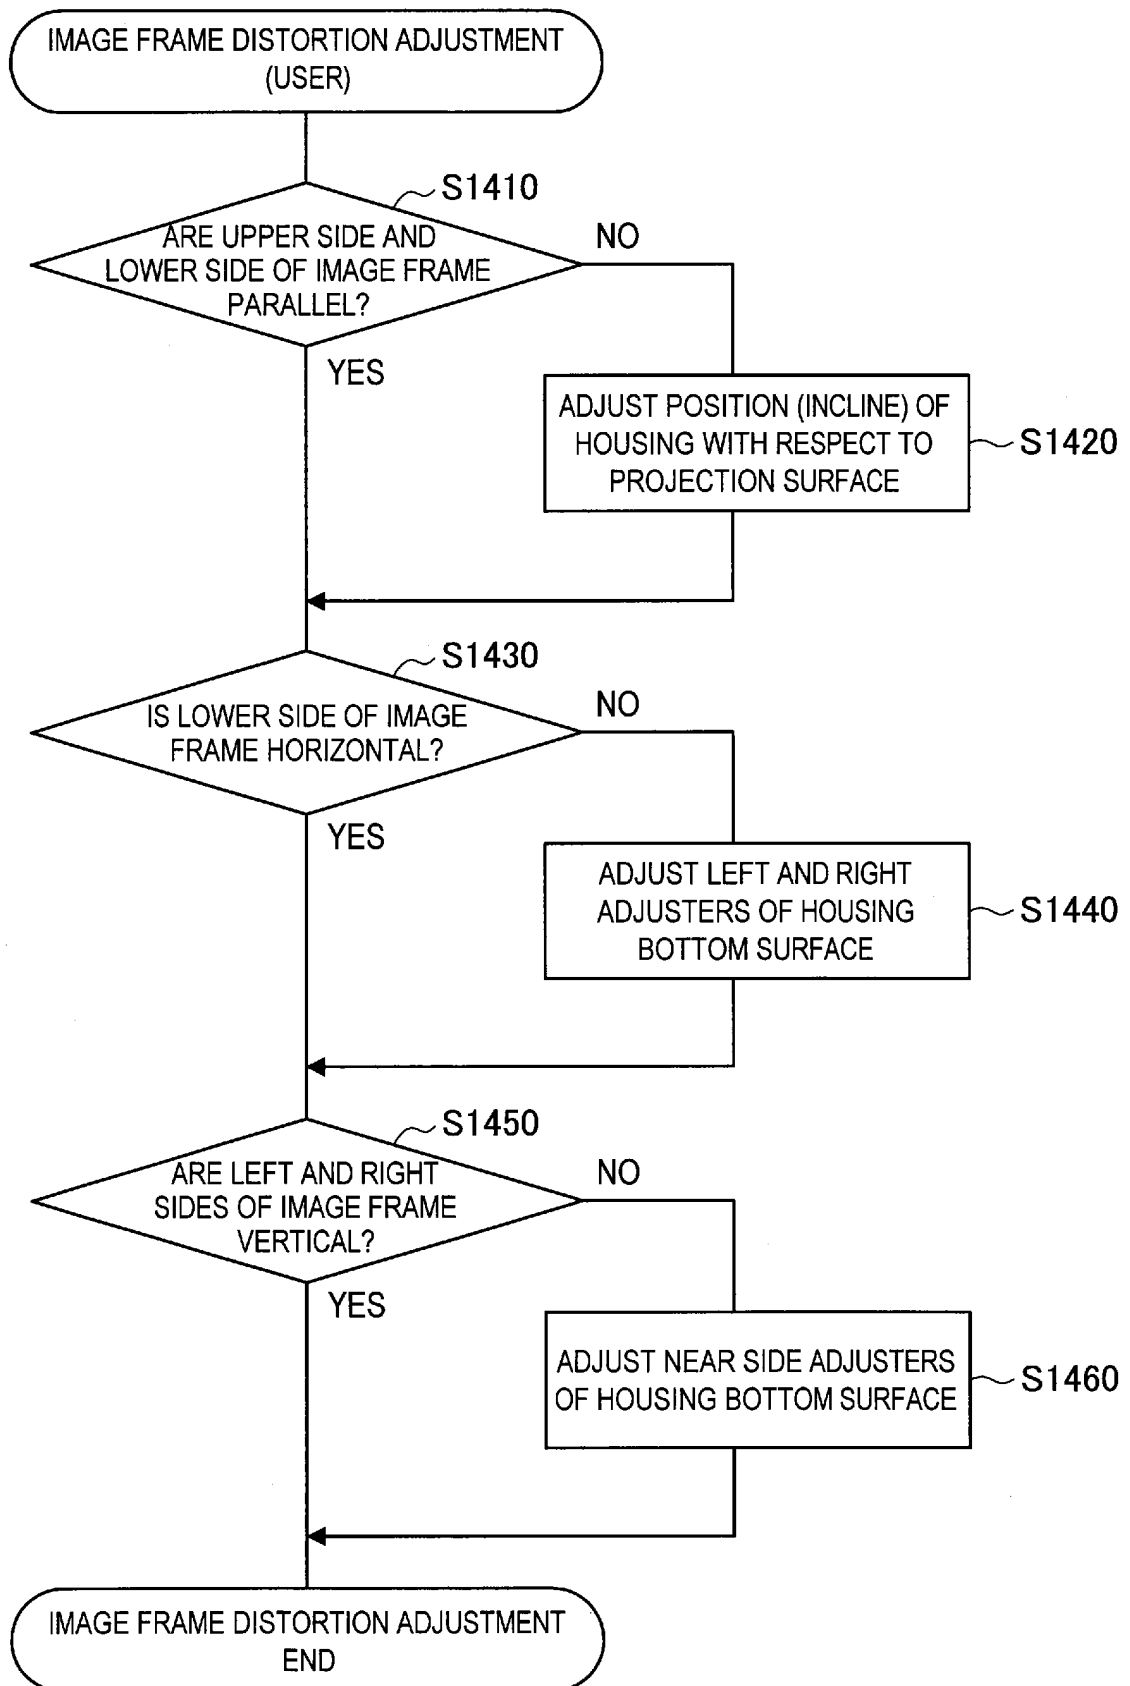 IMAGE FRAME DISTORTION ADJUSTMENT
(USER)
S1410
ARE UPPER SIDE AND
LOWER SIDE OF IMAGE FRAME
PARALLEL?
NO
YES
ADJUST POSITION (INCLINE) OF
HOUSING WITH RESPECT TO
PROJECTION SURFACE
S1420
S1430
IS LOWER SIDE OF IMAGE
FRAME HORIZONTAL?
NO
YES
ADJUST LEFT AND RIGHT
ADJUSTERS OF HOUSING
BOTTOM SURFACE
S1440
S1450
ARE LEFT AND RIGHT
SIDES OF IMAGE FRAME
VERTICAL?
NO
YES
ADJUST NEAR SIDE ADJUSTERS
OF HOUSING BOTTOM SURFACE
S1460
IMAGE FRAME DISTORTION ADJUSTMENT
END